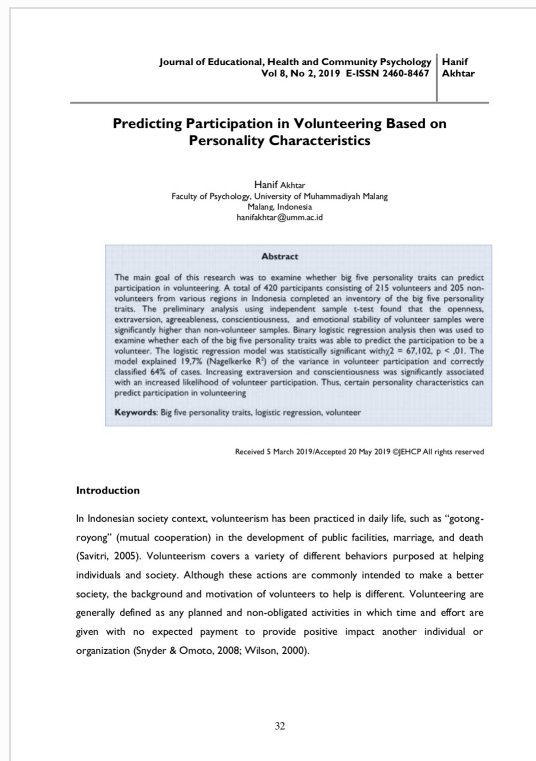 Journal of Educational, Health and Community Psychology
Vol 8, No 2, 2019 E-ISSN 2460-8467
Hanif
Akhtar
Predicting Participation in Volunteering Based on
Personality Characteristics
Hanif Akhtar
Faculty of Psychology, University of Muhammadiyah Malang
Malang, Indonesia
hanifakhtar@umm.ac.id
Abstract
The main goal of this research was to examine whether big five personality traits can predict
participation in volunteering. A total of 420 participants consisting of 215 volunteers and 205 non-
volunteers from various regions in Indonesia completed an inventory of the big five personality
traits. The preliminary analysis using independent sample t-test found that the openness,
extraversion, agreeableness, conscientiousness, and emotional stability of volunteer samples were
significantly higher than non-volunteer samples. Binary logistic regression analysis then was used to
examine whether each of the big five personality traits was able to predict the participation to be a
volunteer. The logistic regression model was statistically significant withχ2 = 67,102, p < ,01. The
model explained 19,7% (Nagelkerke R²) of the variance in volunteer participation and correctly
classified 64% of cases. Increasing extraversion and conscientiousness was significantly associated
with an increased likelihood of volunteer participation. Thus, certain personality characteristics can
predict participation in volunteering
Keywords: Big five personality traits, logistic regression, volunteer
Received 5 March 2019/Accepted 20 May 2019 ©JEHCP All rights reserved
Introduction
In Indonesian society context, volunteerism has been practiced in daily life, such as “gotong-
royong” (mutual cooperation) in the development of public facilities, marriage, and death
(Savitri, 2005). Volunteerism covers a variety of different behaviors purposed at helping
individuals and society. Although these actions are commonly intended to make a better
society, the background and motivation of volunteers to help is different. Volunteering are
generally defined as any planned and non-obligated activities in which time and effort are
given with no expected payment to provide positive impact another individual or
organization (Snyder & Omoto, 2008; Wilson, 2000).
32